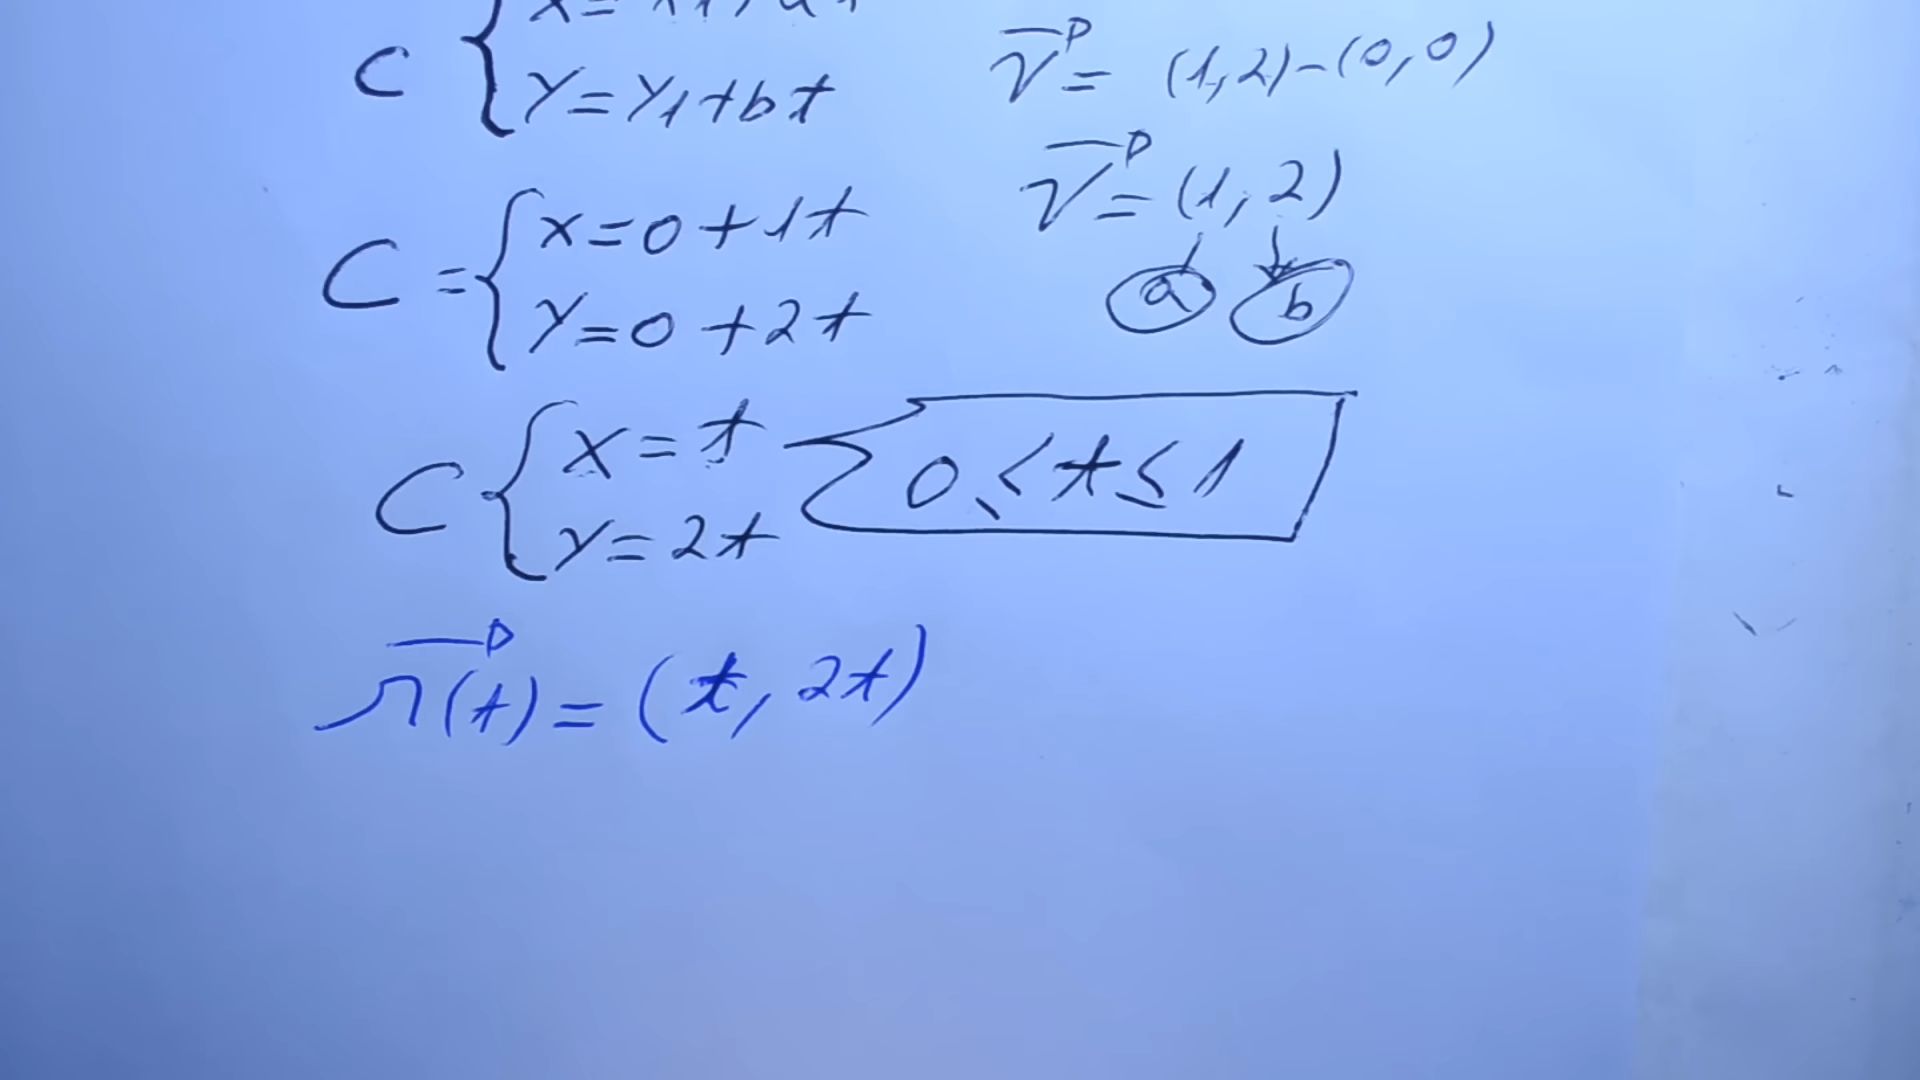 C { y = y1 + bt
v⃗ = (1,2) - (0,0)
v⃗ = (1,2)
a b
C = { x = 0 + 1t
y = 0 + 2t
C { x = t
y = 2t
0 ≤ t ≤ 1
r⃗(t) = (t, 2t)